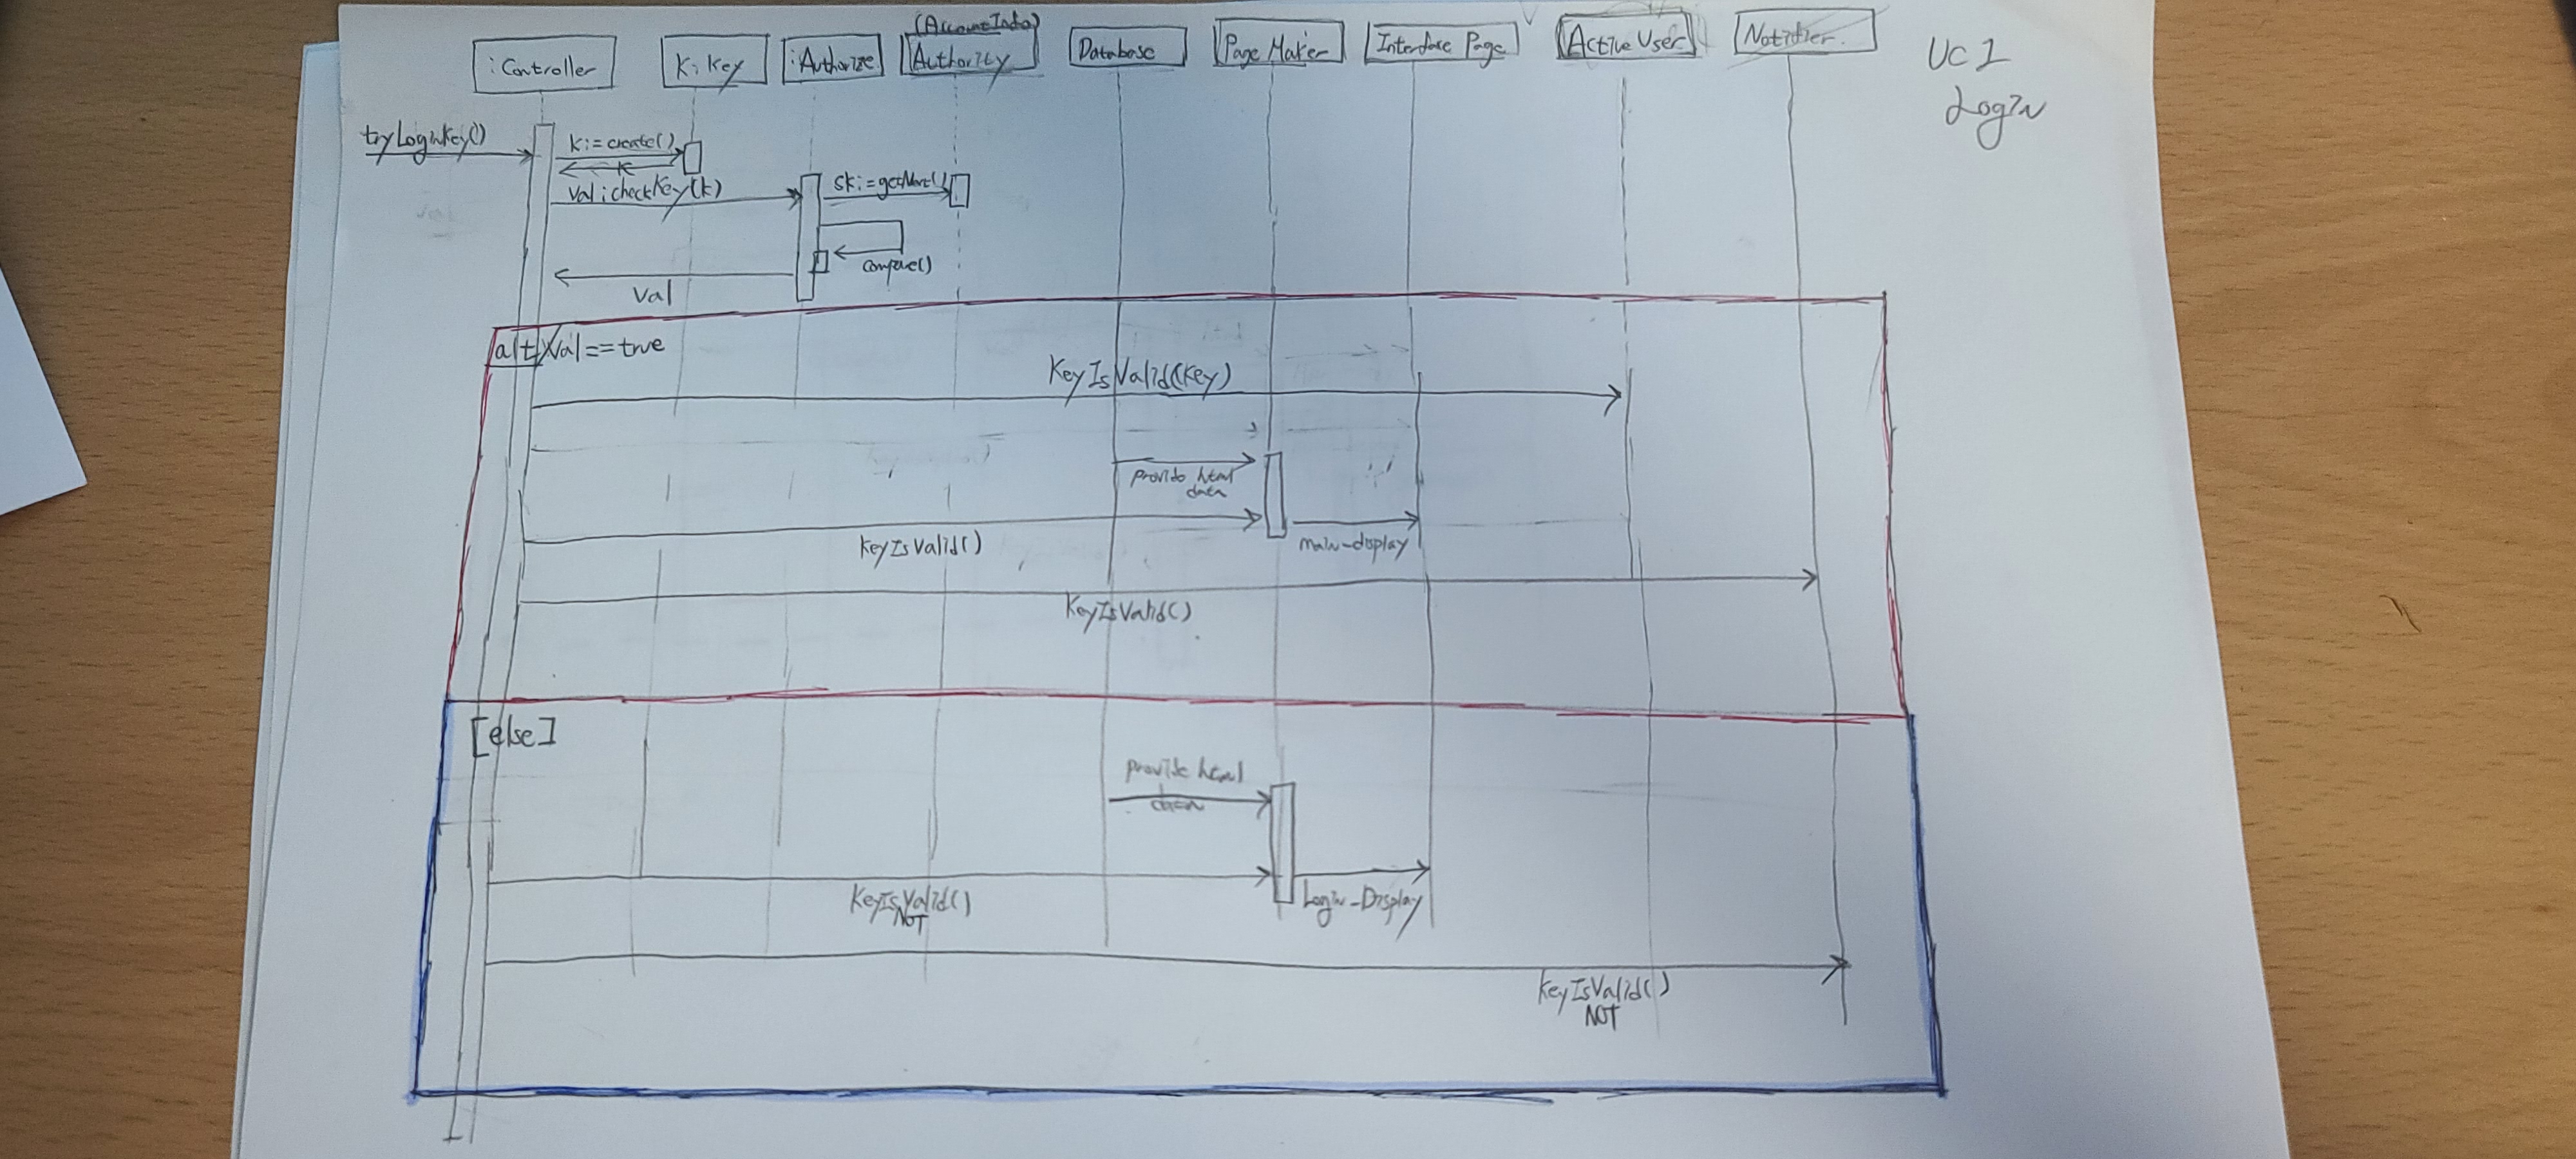 (AccountInfo)
:Controller
K:Key
:Authorize
Authority
Database
Page Maker
Interface Page
Active User
Notifier
UC1
Login
tryLoginKey()
K:=create()
K
val:checkKey(k)
sk:=getNext()
compare()
val
alt
Val==true
KeyIsValid(key)
provide html
data
KeyIsValid()
main-display
KeyIsValid()
[else]
provide html
data
KeyIsValid()
NOT
Login-Display
KeyIsValid()
NOT